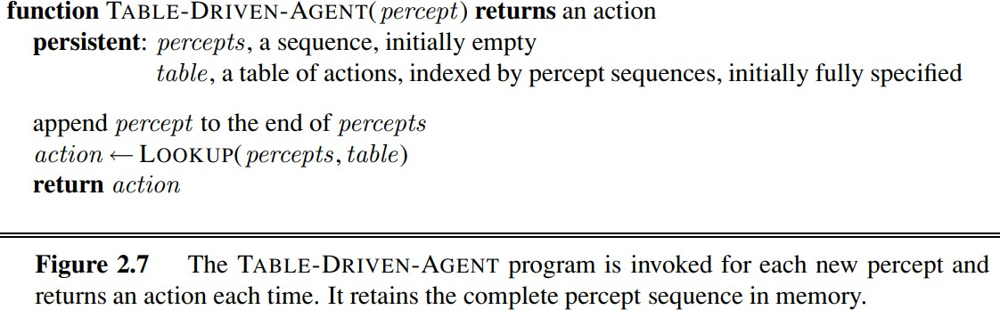 function TABLE-DRIVEN-AGENT(percept) returns an action
persistent: percepts, a sequence, initially empty
table, a table of actions, indexed by percept sequences, initially fully specified
append percept to the end of percepts
action ← LOOKUP(percepts, table)
return action
Figure 2.7 The TABLE-DRIVEN-AGENT program is invoked for each new percept and
returns an action each time. It retains the complete percept sequence in memory.